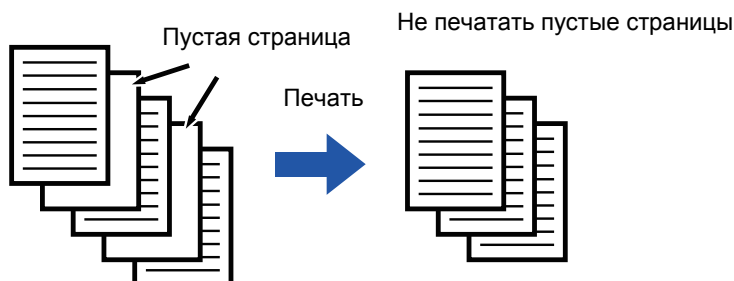 Пустая страница
Не печатать пустые страницы
Печать